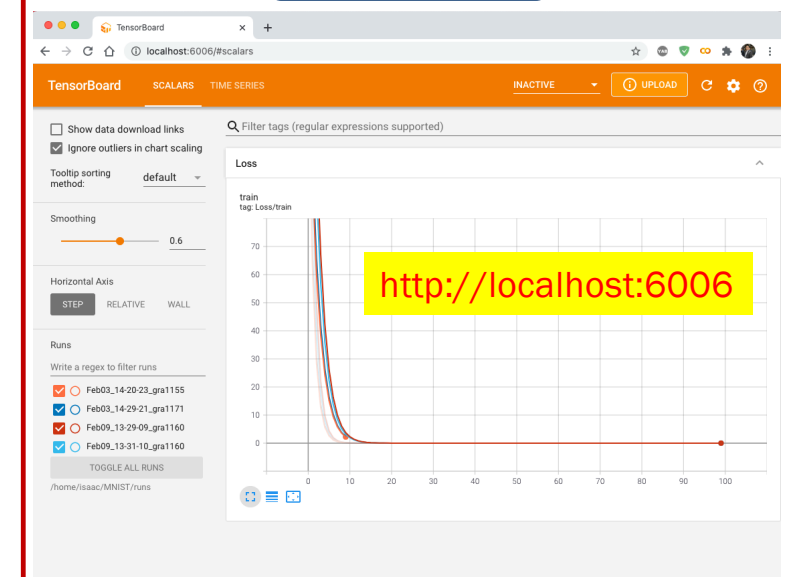 TensorBoard
localhost:6006/#scalars
TensorBoard SCALARS TIME SERIES INACTIVE UPLOAD
Show data download links
Ignore outliers in chart scaling
Tooltip sorting method: default
Smoothing
0.6
Horizontal Axis
STEP RELATIVE WALL
Runs
Write a regex to filter runs
Feb03_14-20-23_gra1155
Feb03_14-29-21_gra1171
Feb09_13-29-09_gra1160
Feb09_13-31-10_gra1160
TOGGLE ALL RUNS
/home/isaac/MNIST/runs
Filter tags (regular expressions supported)
Loss
train
tag: Loss/train
70
60
50
40
30
20
10
0
0 10 20 30 40 50 60 70 80 90 100
http://localhost:6006